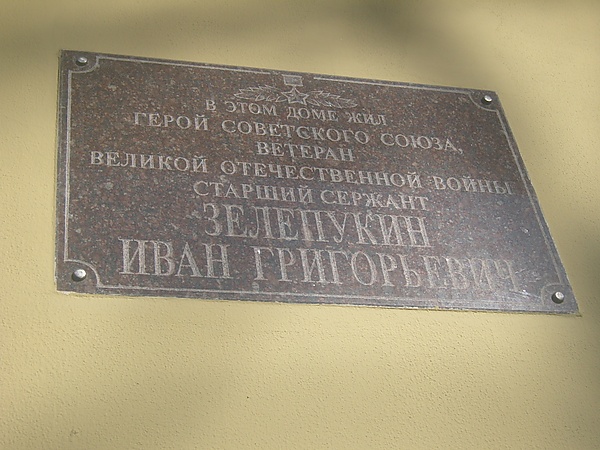 В ЭТОМ ДОМЕ ЖИЛ
ГЕРОЙ СОВЕТСКОГО СОЮЗА,
ВЕТЕРАН
ВЕЛИКОЙ ОТЕЧЕСТВЕННОЙ ВОЙНЫ
СТАРШИЙ СЕРЖАНТ
ЗЕЛЕПУКИН
ИВАН ГРИГОРЬЕВИЧ